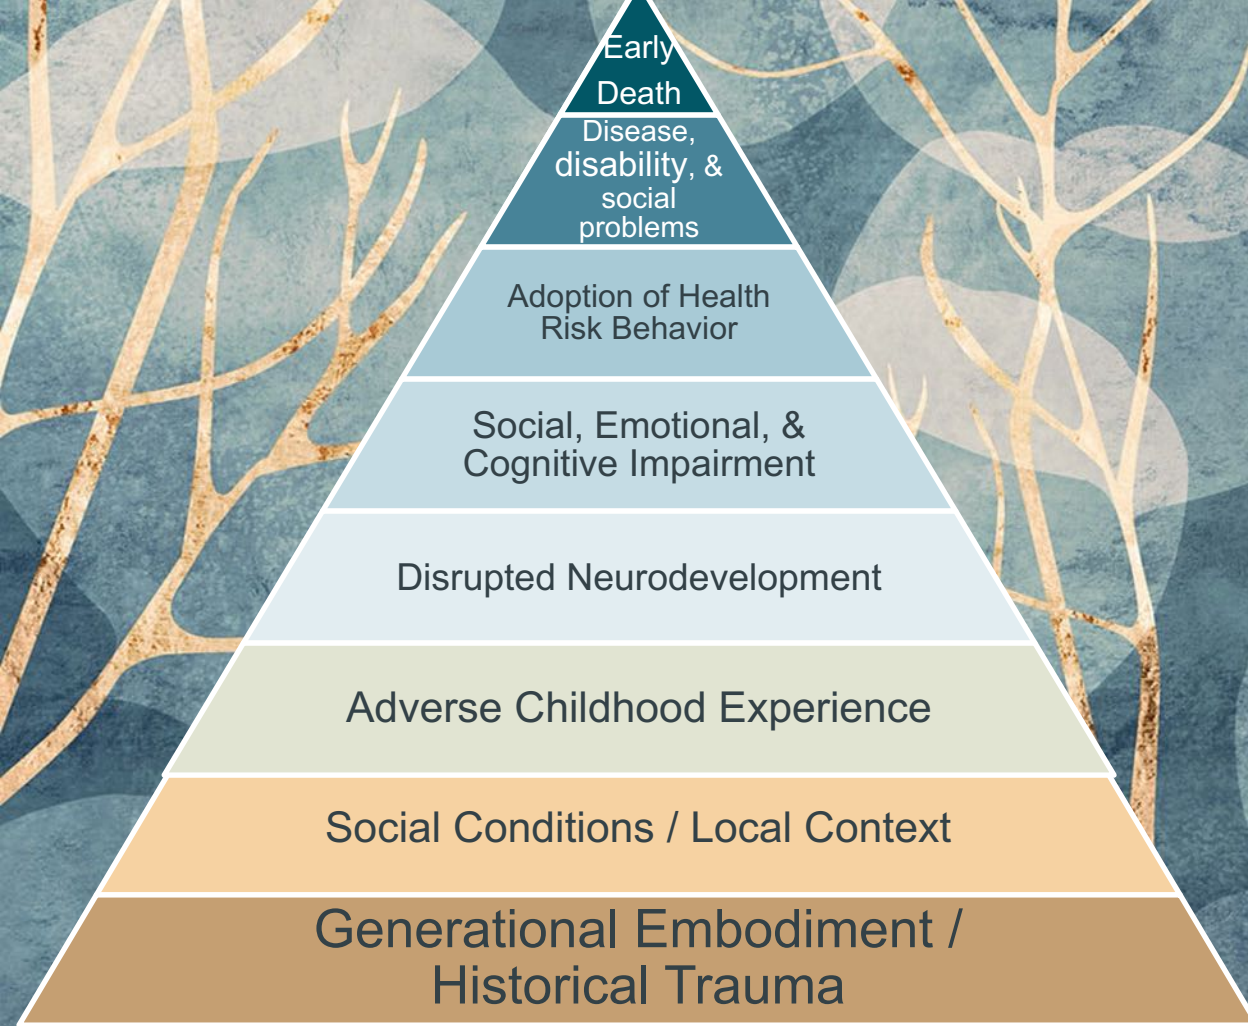 Early
Death
Disease,
disability, &
social
problems
Adoption of Health
Risk Behavior
Social, Emotional, &
Cognitive Impairment
Disrupted Neurodevelopment
Adverse Childhood Experience
Social Conditions / Local Context
Generational Embodiment /
Historical Trauma